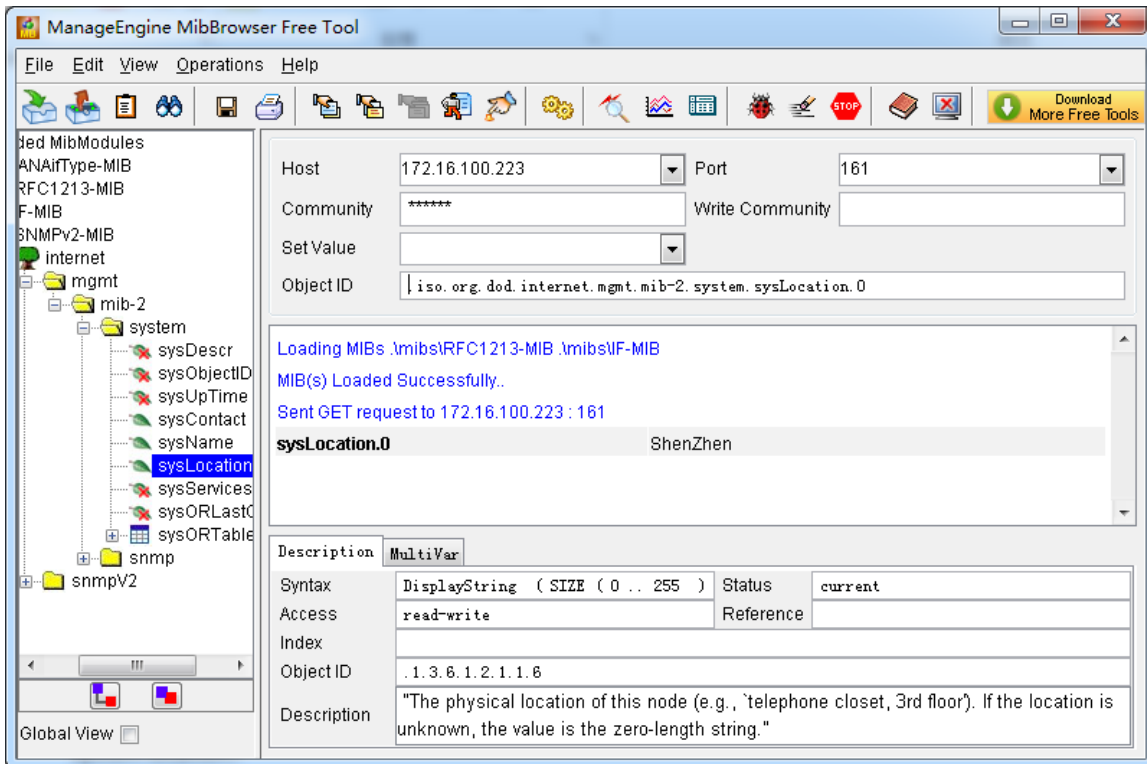 ManageEngine MibBrowser Free Tool
File Edit View Operations Help
STOP
Download
More Free Tools
ded MibModules
ANAifType-MIB
RFC1213-MIB
F-MIB
SNMPv2-MIB
internet
mgmt
mib-2
system
sysDescr
sysObjectID
sysUpTime
sysContact
sysName
sysLocation
sysServices
sysORLast
sysORTable
snmp
snmpV2
Global View
Host 172.16.100.223 Port 161
Community ****** Write Community
Set Value
Object ID .iso.org.dod.internet.mgmt.mib-2.system.sysLocation.0
Loading MIBs .\mibs\RFC1213-MIB .\mibs\IF-MIB
MIB(s) Loaded Successfully..
Sent GET request to 172.16.100.223 : 161
sysLocation.0 ShenZhen
Description MultiVar
Syntax DisplayString ( SIZE ( 0 .. 255 ) Status current
Access read-write Reference
Index
Object ID .1.3.6.1.2.1.1.6
Description "The physical location of this node (e.g., `telephone closet, 3rd floor'). If the location is
unknown, the value is the zero-length string."